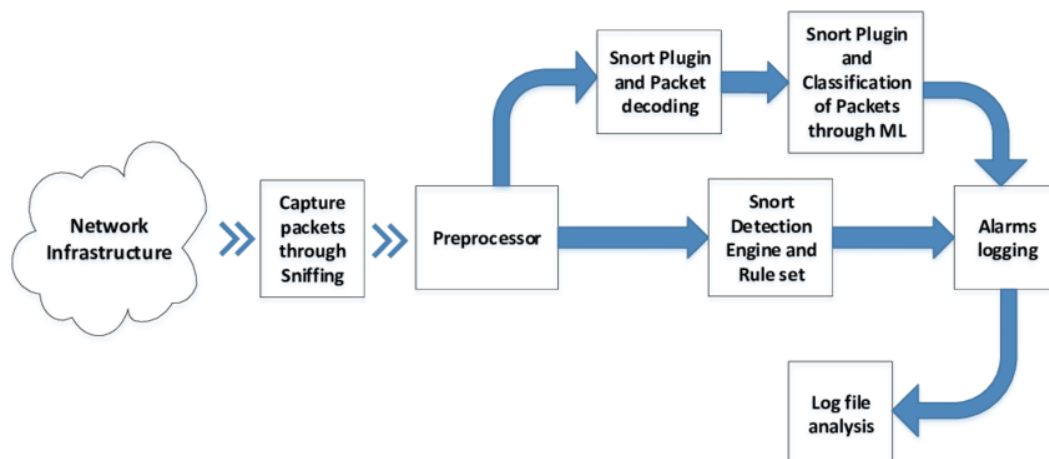 Network
Infrastructure
Capture
packets
through
Sniffing
Preprocessor
Snort Plugin
and Packet
decoding
Snort Plugin
and
Classification
of Packets
through ML
Snort
Detection
Engine and
Rule set
Alarms
logging
Log file
analysis